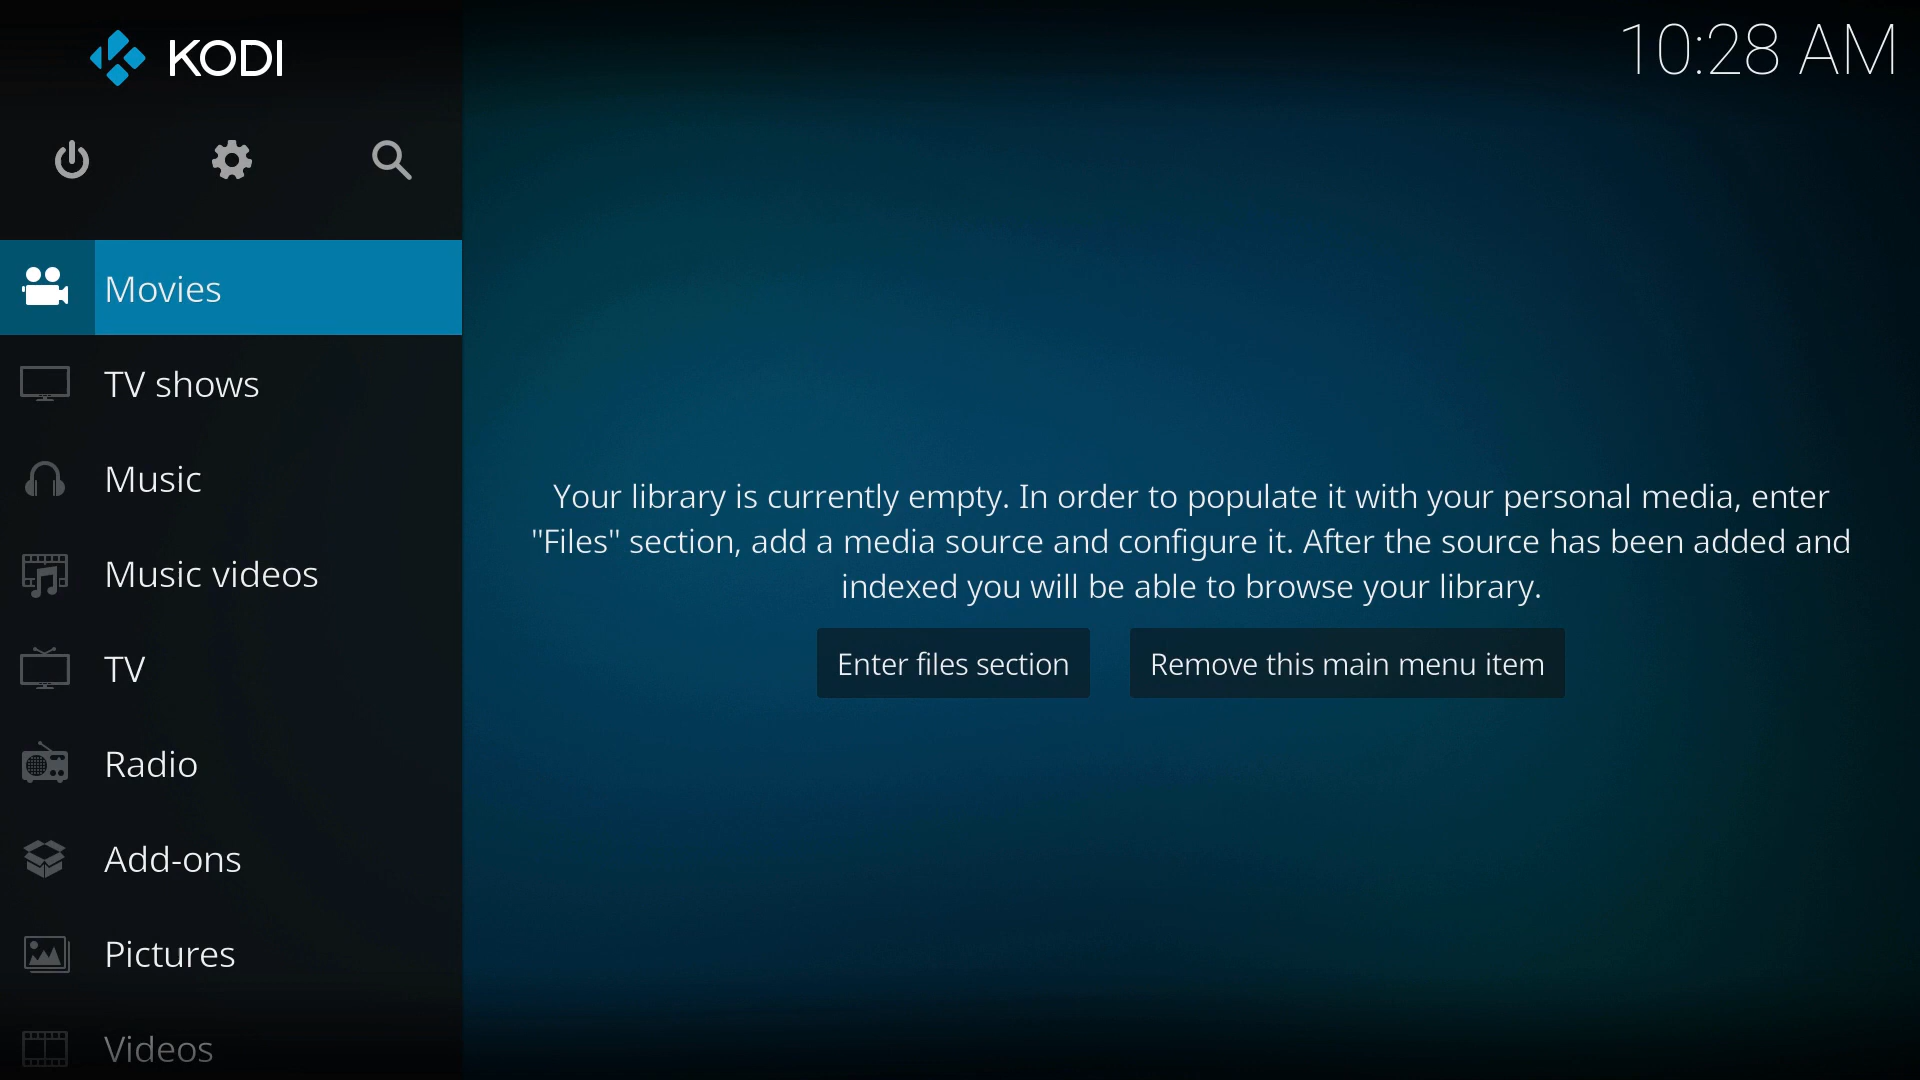 KODI
10:28 AM
Movies
TV shows
Music
Music videos
TV
Radio
Add-ons
Pictures
Videos
Your library is currently empty. In order to populate it with your personal media, enter
"Files" section, add a media source and configure it. After the source has been added and
indexed you will be able to browse your library.
Enter files section
Remove this main menu item